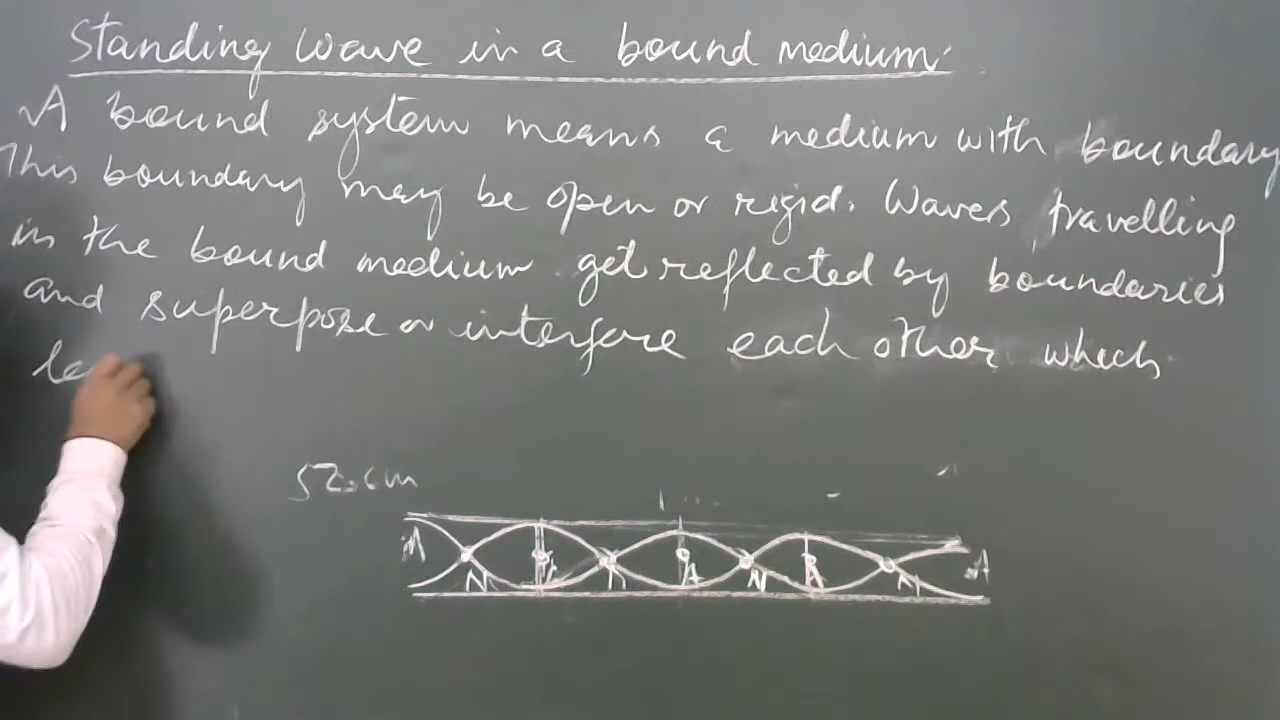 Standing wave in a bound medium.
A bound system means a medium with boundary
This boundary may be open or rigid. Waves travelling
in the bound medium get reflected by boundaries
and superpose or interfere each other which
le
52.cm
A N A N A N A N A